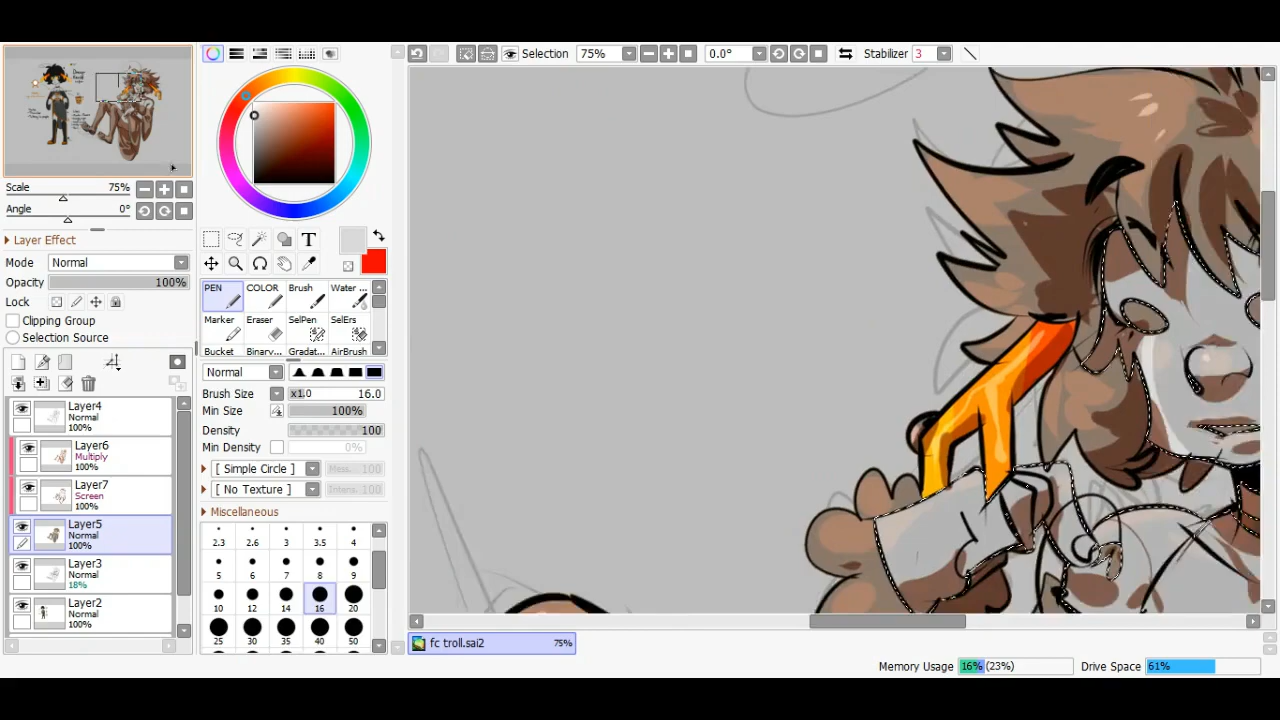 Selection 75% 0.0° Stabilizer 3
Scale 75%
Angle 0°
Layer Effect
Mode Normal
Opacity 100%
Lock
Clipping Group
Selection Source
Layer4
Normal
100%
Layer6
Multiply
100%
Layer7
Screen
100%
Layer5
Normal
100%
Layer3
Normal
18%
Layer2
Normal
100%
T
PEN COLOR Brush Water ...
Marker Eraser SelPen SelErs
Bucket Binary... Gradat... AirBrush
Normal
Brush Size x1.0 16.0
Min Size 100%
Density 100
Min Density 0%
[ Simple Circle ] 100
[ No Texture ] 100
Miscellaneous
2.3 2.6 3 3.5 4
5 6 7 8 9
10 12 14 16 20
25 30 35 40 50
fc troll.sai2 75%
Memory Usage 16% (23%) Drive Space 61%